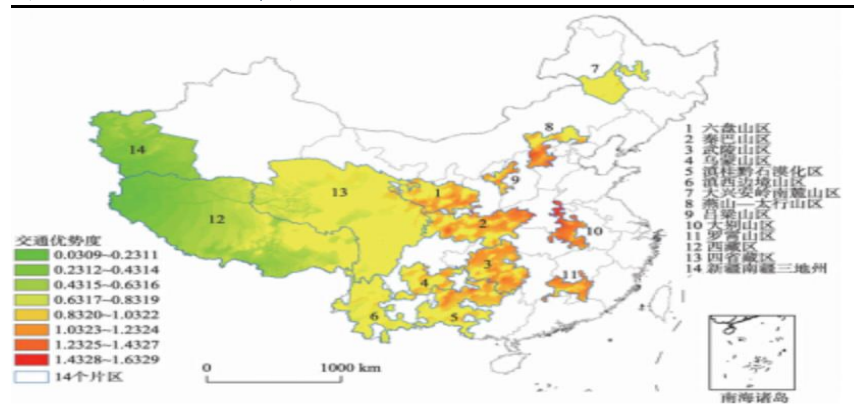 7
8
14
9
13
1
12
2
10
3
4
11
6
5
1 六盘山区
2 秦巴山区
3 武陵山区
4 乌蒙山区
5 滇桂黔石漠化区
6 滇西边境山区
7 大兴安岭南麓山区
8 燕山—太行山区
9 吕梁山区
10 大别山区
11 罗霄山区
12 西藏区
13 四省藏区
14 新疆南疆三地州
交通优势度
0.0309~0.2311
0.2312~0.4314
0.4315~0.6316
0.6317~0.8319
0.8320~1.0322
1.0323~1.2324
1.2325~1.4327
1.4328~1.6329
14个片区
0 1000 km
南海诸岛